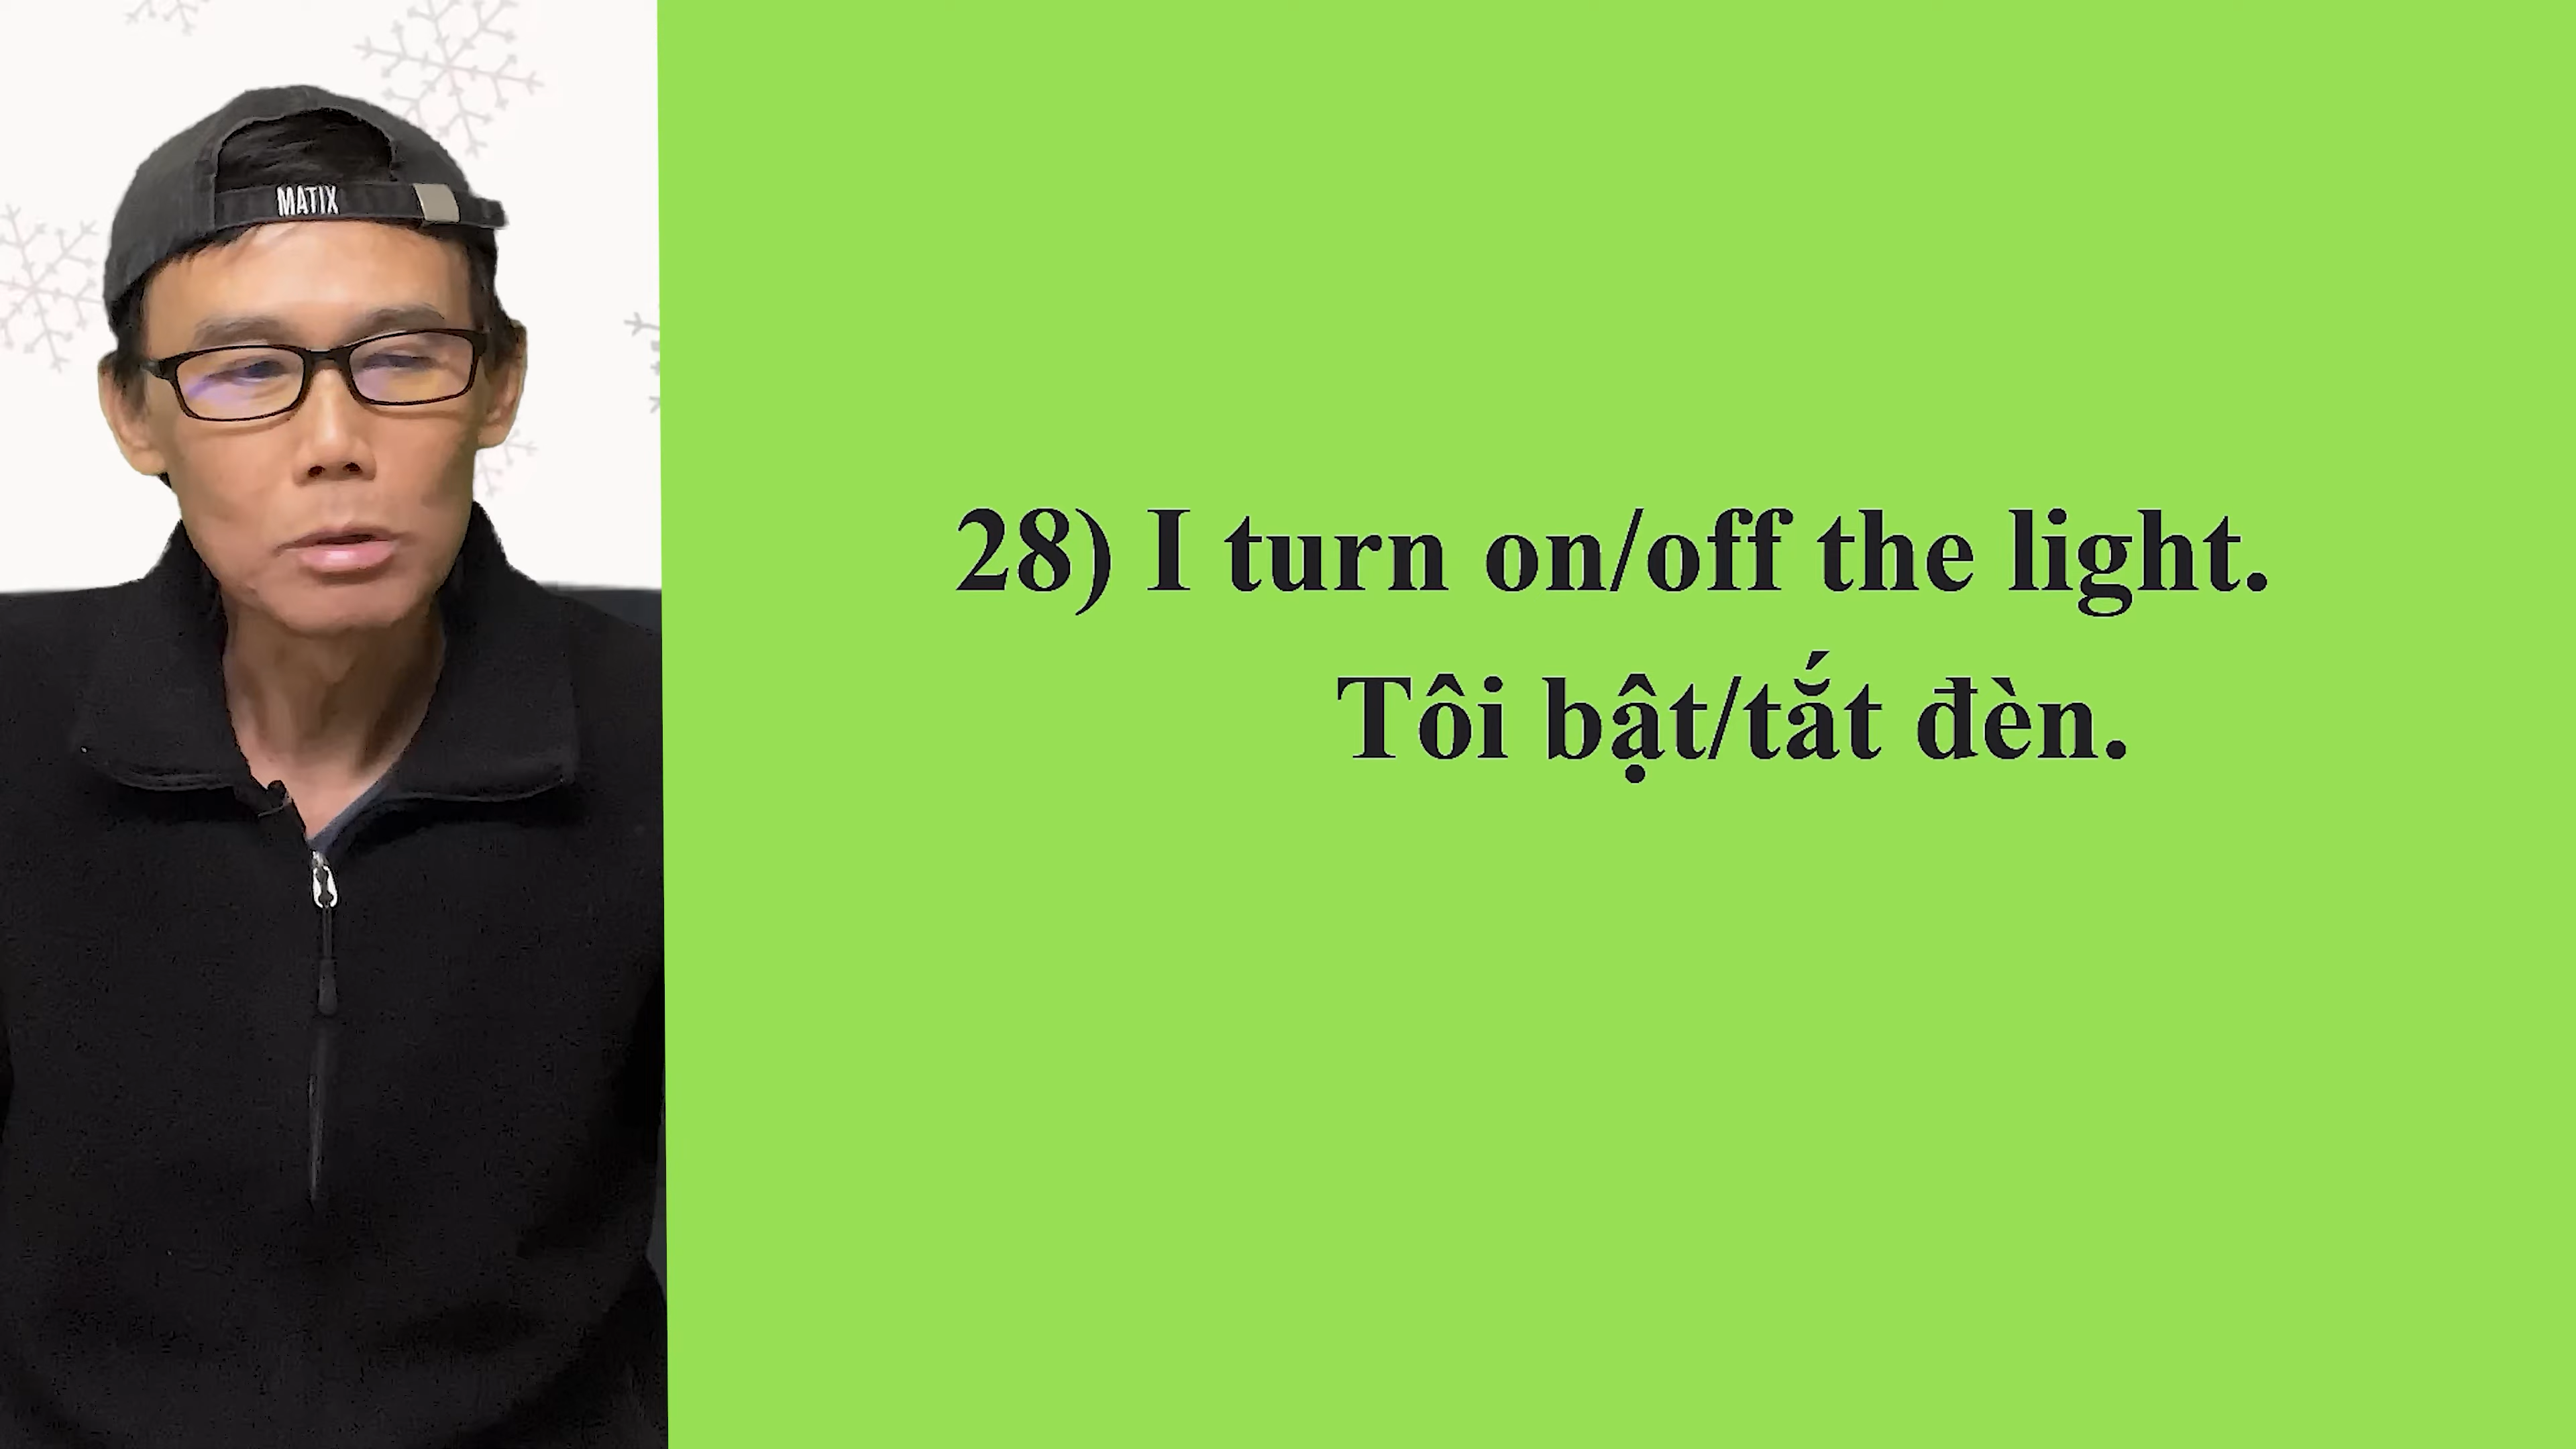 MATIX
28) I turn on/off the light.
Tôi bật/tắt đèn.